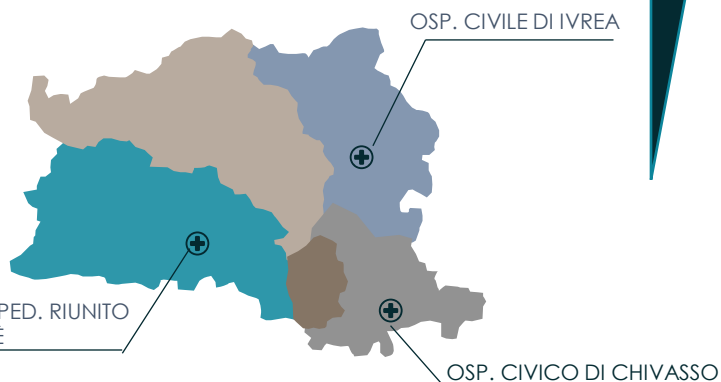 OSP. CIVILE DI IVREA
PED. RIUNITO
OSP. CIVICO DI CHIVASSO